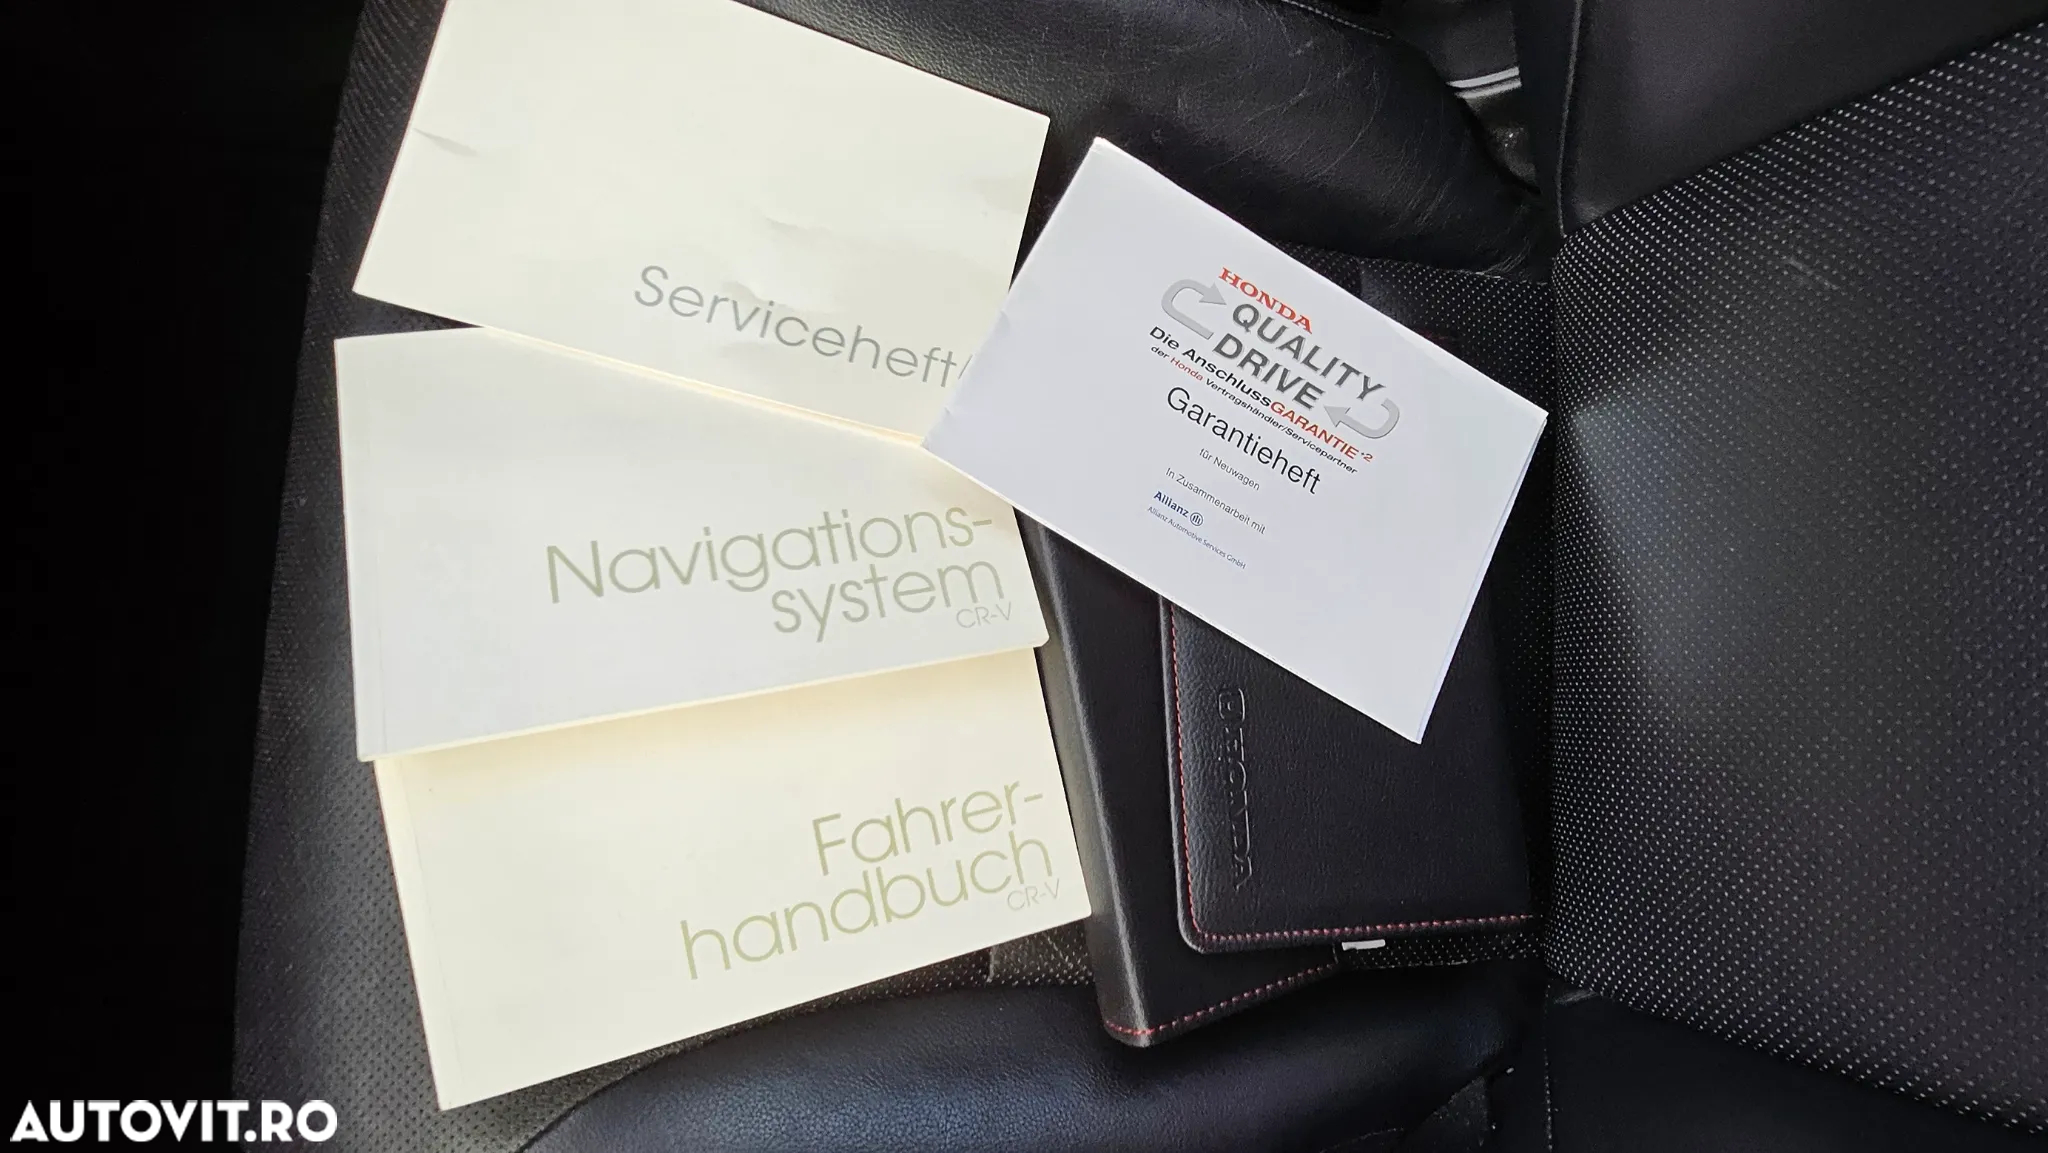 Serviceheft
HONDA
QUALITY
DRIVE
Die AnschlussGARANTIE+2
der Honda Vertragshändler/Servicepartner
Garantieheft
für Neuwagen
In Zusammenarbeit mit
Allianz
Allianz Automotive Services GmbH
Navigations-
system
CR-V
Fahrer-
handbuch
CR-V
HONDA
AUTOVIT.RO